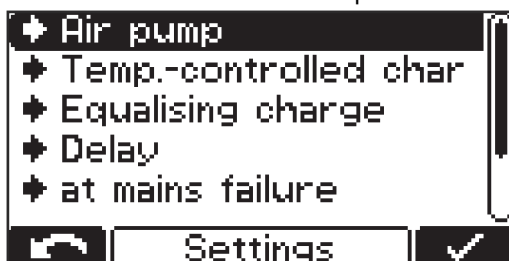 Air pump
Temp.-controlled char
Equalising charge
Delay
at mains failure
Settings